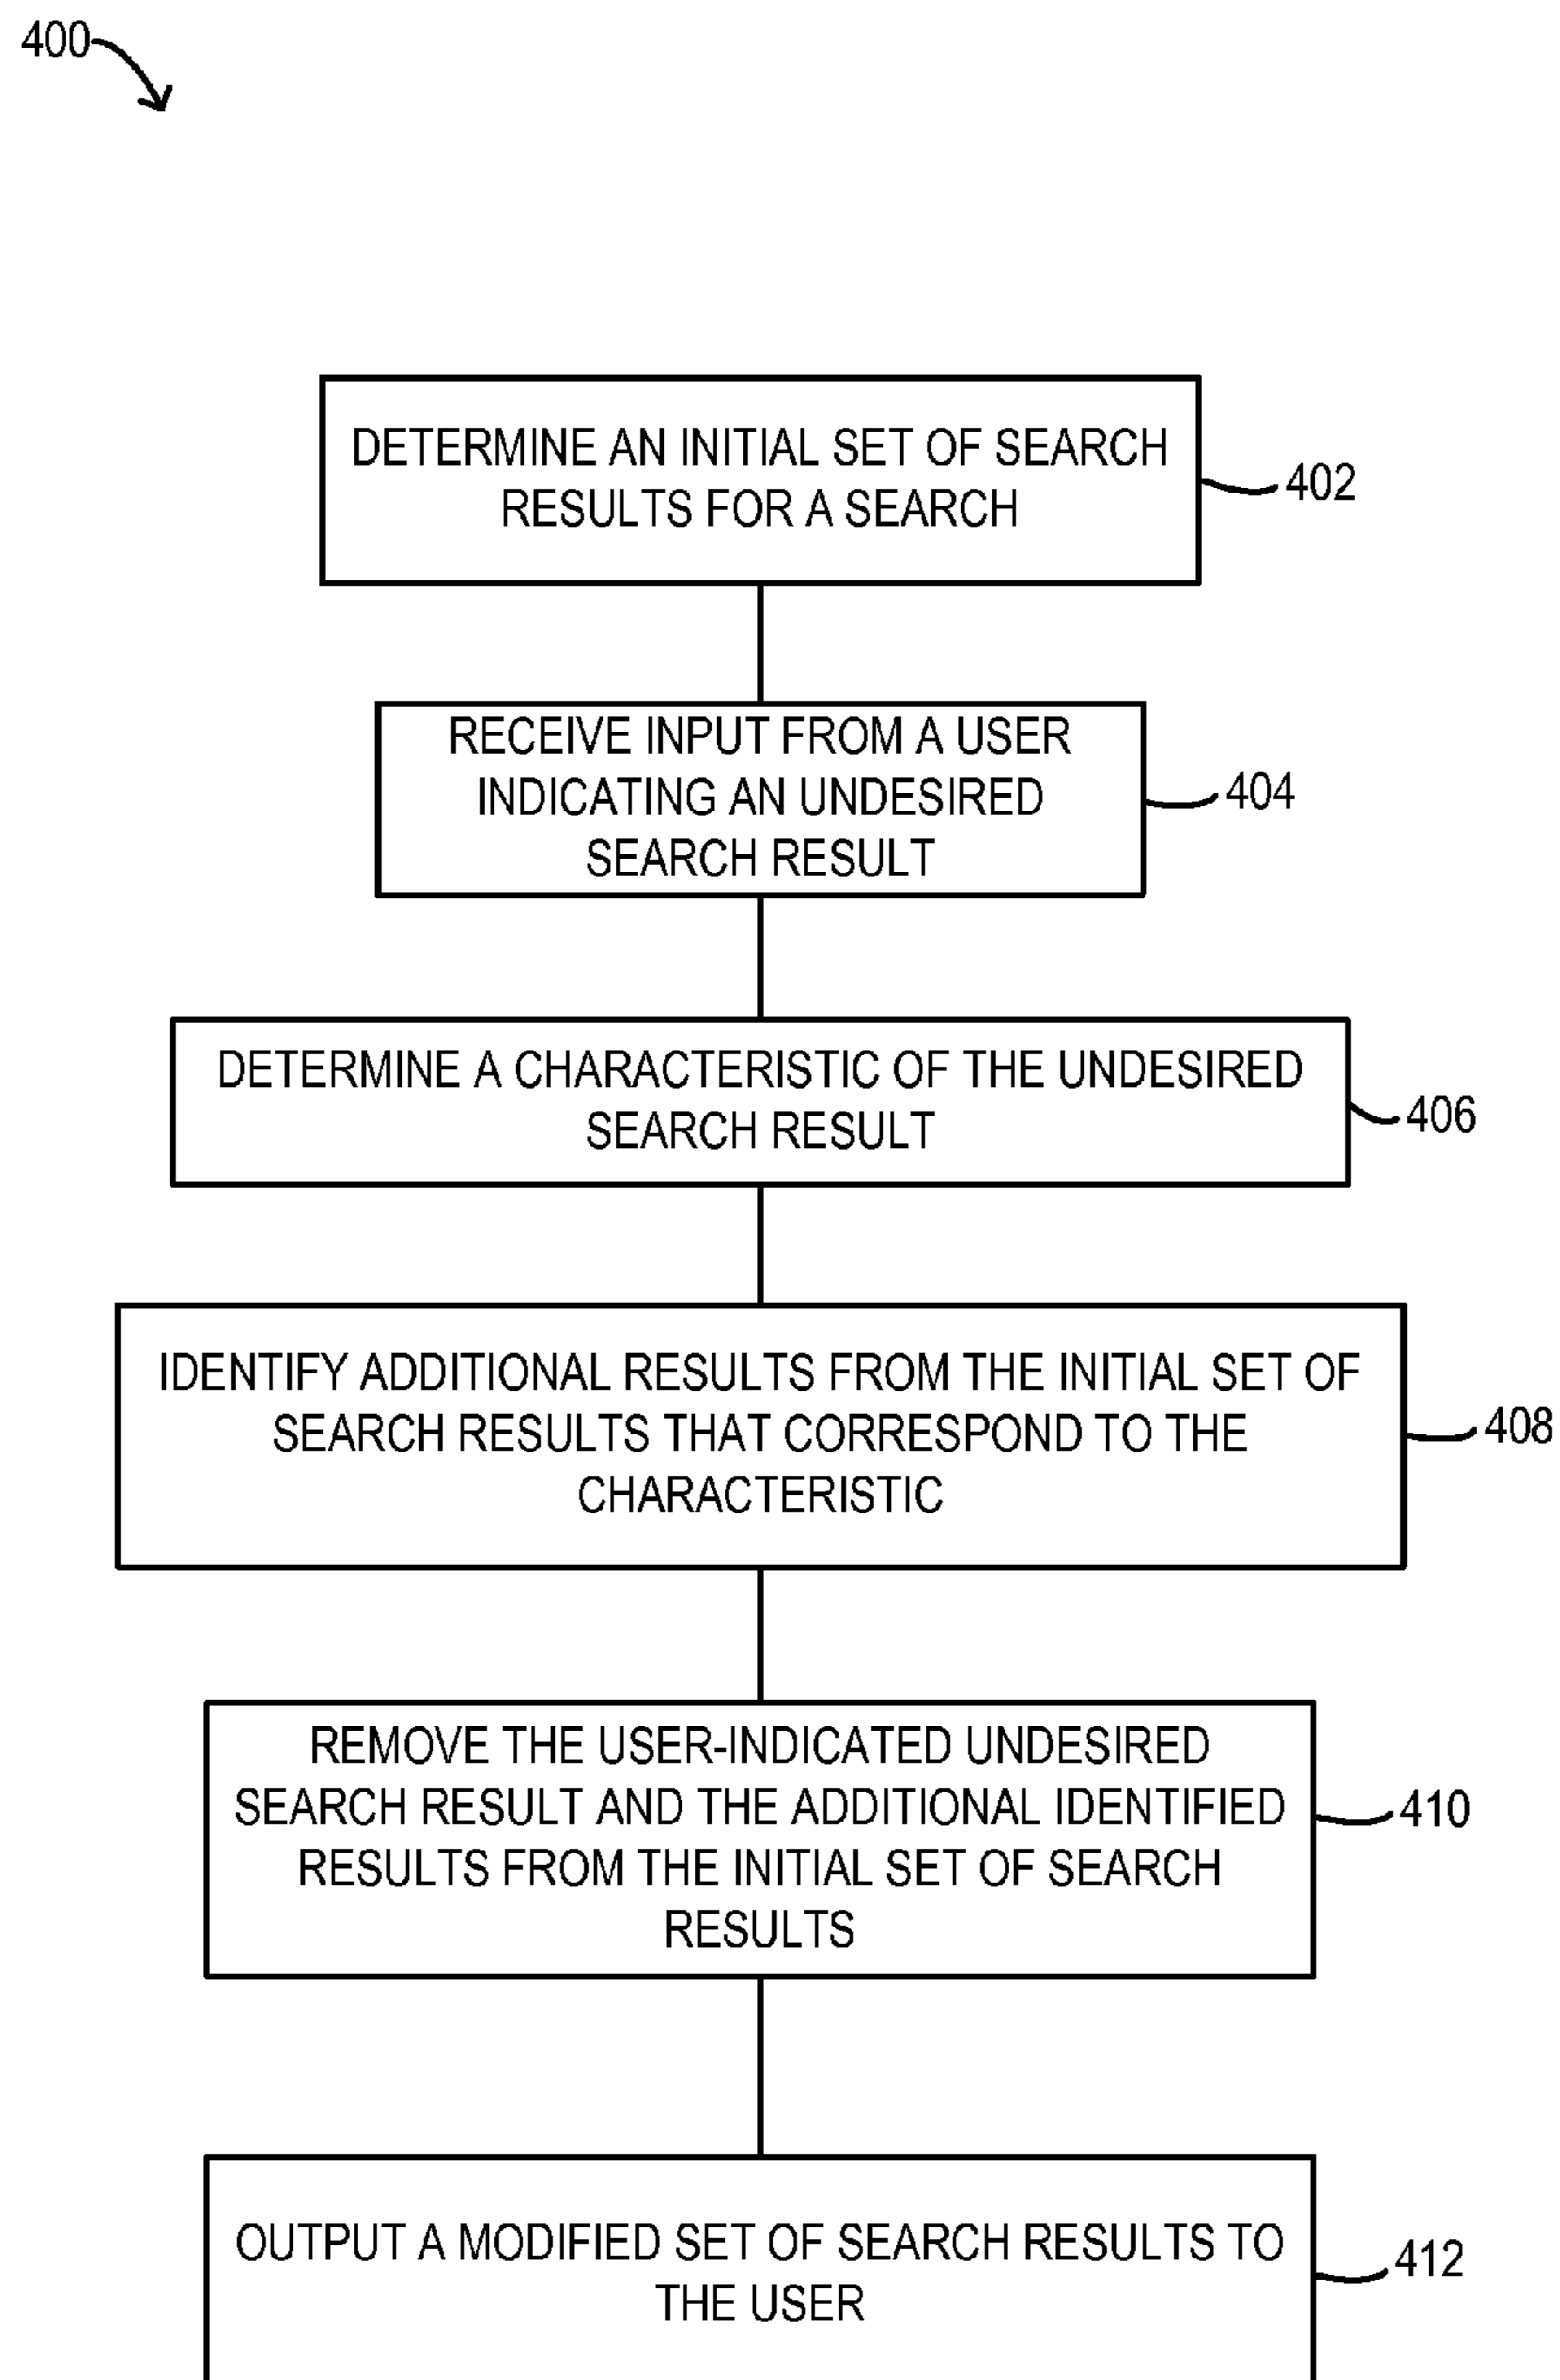 400
DETERMINE AN INITIAL SET OF SEARCH
RESULTS FOR A SEARCH
402
RECEIVE INPUT FROM A USER
INDICATING AN UNDESIRED
SEARCH RESULT
404
DETERMINE A CHARACTERISTIC OF THE UNDESIRED
SEARCH RESULT
406
IDENTIFY ADDITIONAL RESULTS FROM THE INITIAL SET OF
SEARCH RESULTS THAT CORRESPOND TO THE
CHARACTERISTIC
408
REMOVE THE USER-INDICATED UNDESIRED
SEARCH RESULT AND THE ADDITIONAL IDENTIFIED
RESULTS FROM THE INITIAL SET OF SEARCH
RESULTS
410
OUTPUT A MODIFIED SET OF SEARCH RESULTS TO
THE USER
412